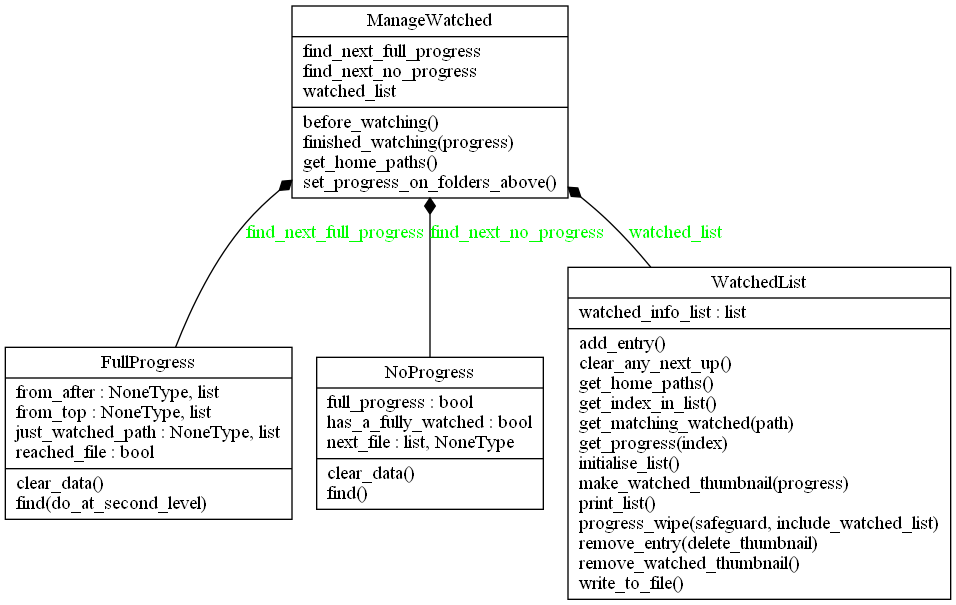 ManageWatched
find_next_full_progress
find_next_no_progress
watched_list
before_watching()
finished_watching(progress)
get_home_paths()
set_progress_on_folders_above()
find_next_full_progress
find_next_no_progress
watched_list
FullProgress
from_after : NoneType, list
from_top : NoneType, list
just_watched_path : NoneType, list
reached_file : bool
clear_data()
find(do_at_second_level)
NoProgress
full_progress : bool
has_a_fully_watched : bool
next_file : list, NoneType
clear_data()
find()
WatchedList
watched_info_list : list
add_entry()
clear_any_next_up()
get_home_paths()
get_index_in_list()
get_matching_watched(path)
get_progress(index)
initialise_list()
make_watched_thumbnail(progress)
print_list()
progress_wipe(safeguard, include_watched_list)
remove_entry(delete_thumbnail)
remove_watched_thumbnail()
write_to_file()